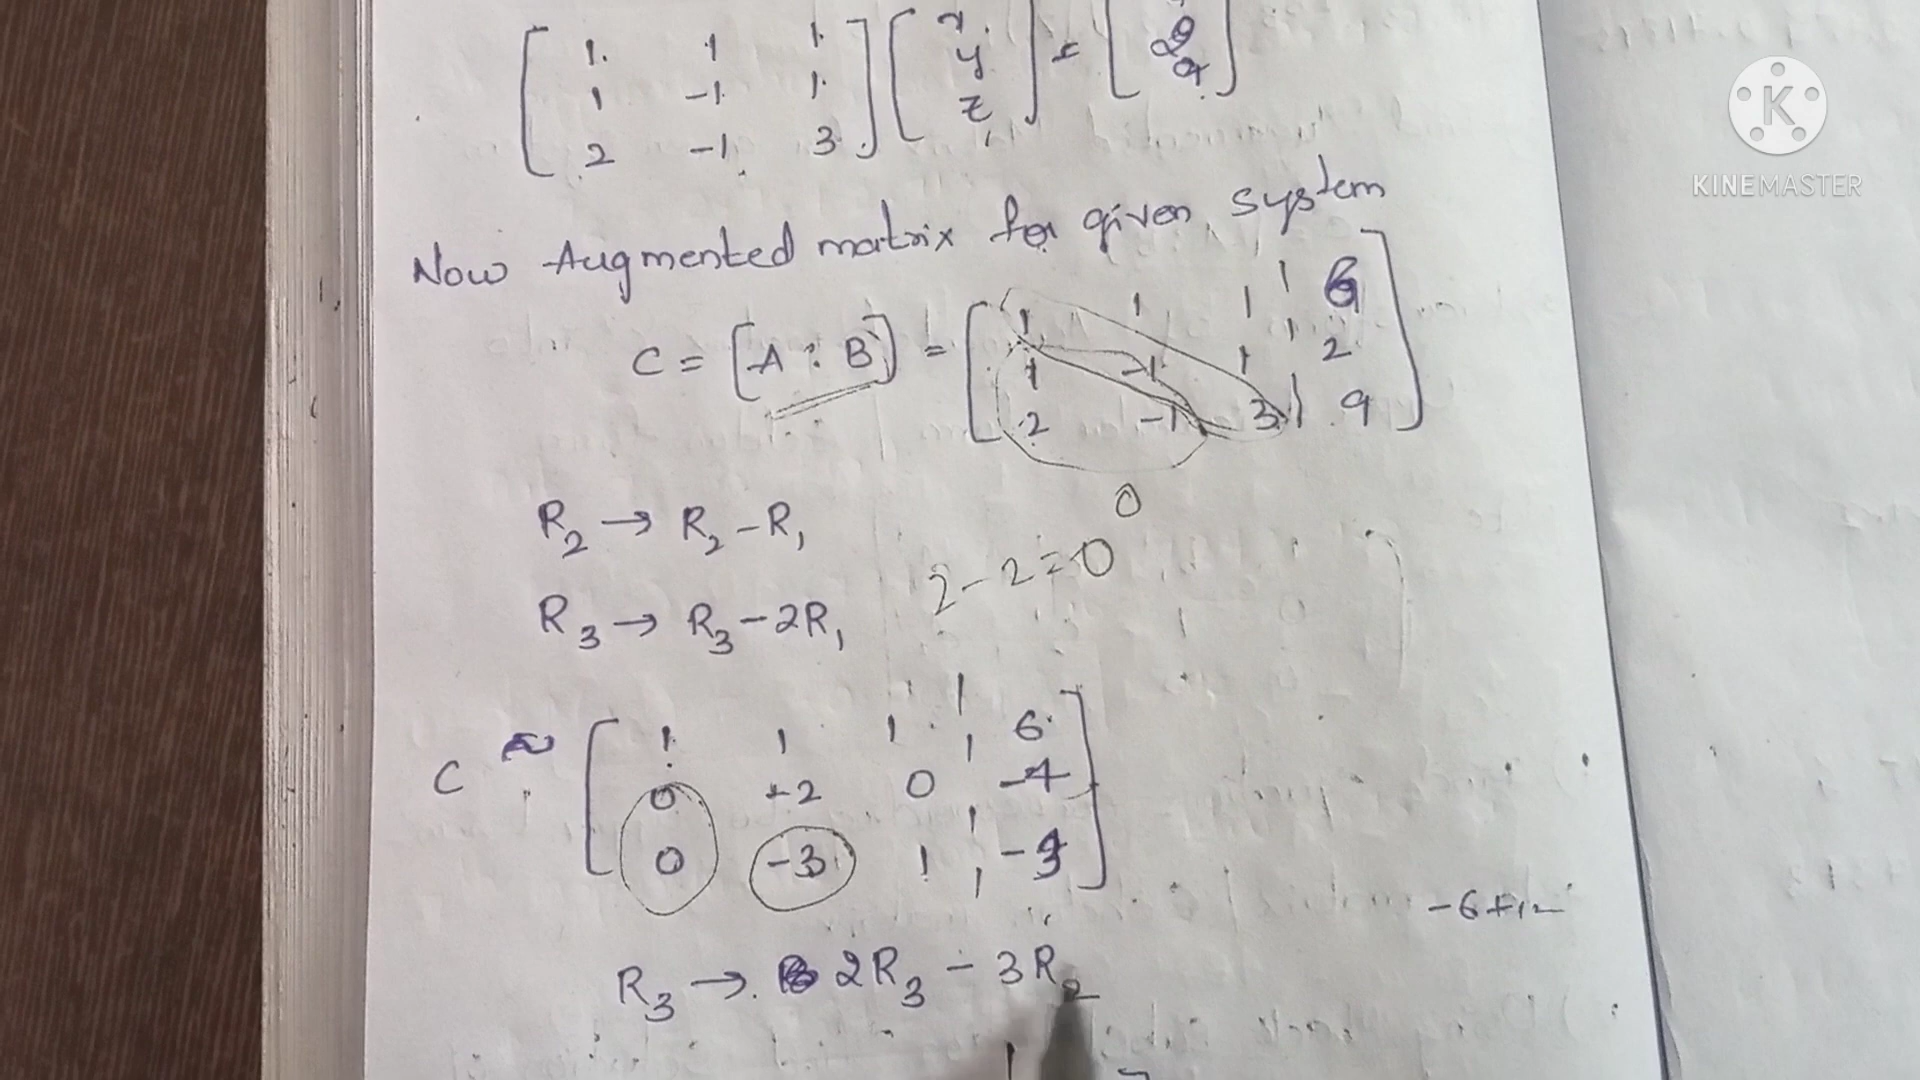 [ 1 1 1 ] [ x ] = [
1 -1 1 y 2
2 -1 3 z 9 ]
KINEMASTER
Now Augmented matrix for given system
C = [A : B] = [ 1 1 1 | 6
1 -1 1 | 2
2 -1 3 | 9 ]
0
R2 → R2 - R1
2 - 2 = 0
R3 → R3 - 2R1
C ~ [ 1 1 1 | 6
0 -2 0 | -4
0 -3 1 | -3 ]
-6+12
R3 → 2R3 - 3R2